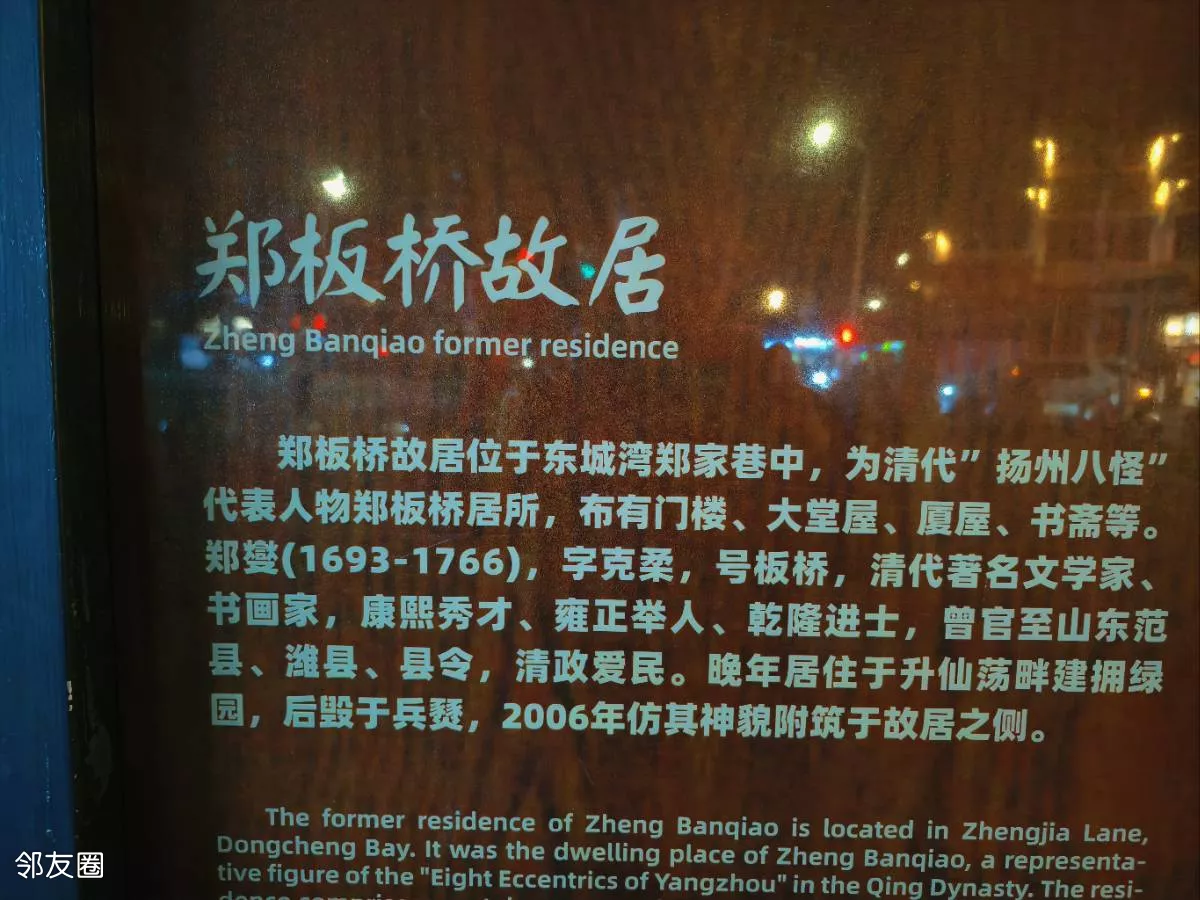 郑板桥故居
Zheng Banqiao former residence
郑板桥故居位于东城湾郑家巷中，为清代”扬州八怪”
代表人物郑板桥居所，布有门楼、大堂屋、厦屋、书斋等。
郑燮(1693-1766)，字克柔，号板桥，清代著名文学家、
书画家，康熙秀才、雍正举人、乾隆进士，曾官至山东范
县、潍县、县令，清政爱民。晚年居住于升仙荡畔建拥绿
园，后毁于兵燹，2006年仿其神貌附筑于故居之侧。
The former residence of Zheng Banqiao is located in Zhengjia Lane,
Dongcheng Bay. It was the dwelling place of Zheng Banqiao, a representa-
tive figure of the "Eight Eccentrics of Yangzhou" in the Qing Dynasty. The resi-
邻友圈